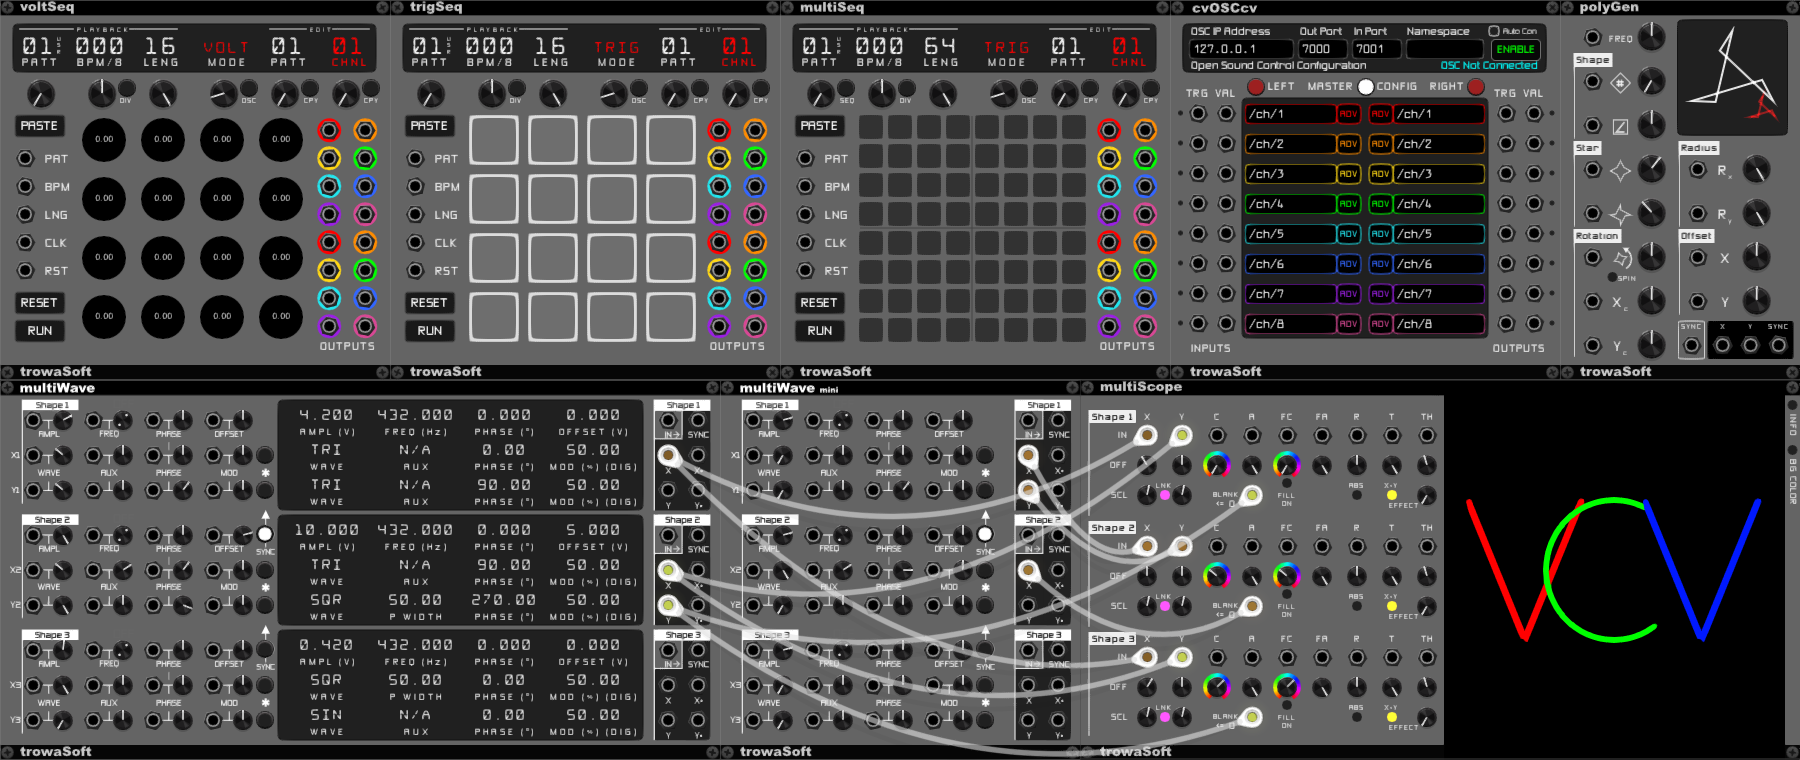 voltSeq
PLAYBACK EDIT
01 USE 000 16 VOLT 01 01
PATT BPM/8 LENG MODE PATT CHNL
DIV OSC CPY CPY
PASTE
0.00 0.00 0.00 0.00
PAT
BPM
0.00 0.00 0.00 0.00
LNG
CLK
0.00 0.00 0.00 0.00
RST
RESET
0.00 0.00 0.00 0.00
RUN
OUTPUTS
trowaSoft
trigSeq
PLAYBACK EDIT
01 USE 000 16 TRIG 01 01
PATT BPM/8 LENG MODE PATT CHNL
DIV OSC CPY CPY
PASTE
PAT
BPM
LNG
CLK
RST
RESET
RUN
OUTPUTS
trowaSoft
multiSeq
PLAYBACK EDIT
01 USE 000 64 TRIG 01 01
PATT BPM/8 LENG MODE PATT CHNL
SEQ DIV OSC CPY CPY
PASTE
PAT
BPM
LNG
CLK
RST
RESET
RUN
OUTPUTS
trowaSoft
cvOSCcv
OSC IP Address Out Port In Port Namespace Auto Con
127.0.0.1 7000 7001 ENABLE
Open Sound Control Configuration OSC Not Connected
TRG VAL LEFT MASTER CONFIG RIGHT TRG VAL
/ch/1 ADV ADV /ch/1
/ch/2 ADV ADV /ch/2
/ch/3 ADV ADV /ch/3
/ch/4 ADV ADV /ch/4
/ch/5 ADV ADV /ch/5
/ch/6 ADV ADV /ch/6
/ch/7 ADV ADV /ch/7
/ch/8 ADV ADV /ch/8
INPUTS OUTPUTS
trowaSoft
polyGen
FREQ
Shape
#
Star Radius
Rx
Ry
Rotation Offset
X
SPIN
Xc Y
SYNC X Y SYNC
Yc
trowaSoft
multiWave
Shape 1
AMPL FREQ PHASE OFFSET
X1
WAVE AUX PHASE MOD *
Y1
Shape 2
AMPL FREQ PHASE OFFSET SYNC
X2
WAVE AUX PHASE MOD *
Y2
Shape 3
AMPL FREQ PHASE OFFSET SYNC
X3
WAVE AUX PHASE MOD *
Y3
4.200 432.000 0.000 0.000
AMPL (V) FREQ (Hz) PHASE (°) OFFSET (V)
TRI N/A 0.00 50.00
WAVE AUX PHASE (°) MOD (%) (DIG)
TRI N/A 90.00 50.00
WAVE AUX PHASE (°) MOD (%) (DIG)
10.000 432.000 0.000 5.000
AMPL (V) FREQ (Hz) PHASE (°) OFFSET (V)
TRI N/A 90.00 50.00
WAVE AUX PHASE (°) MOD (%) (DIG)
SQR 50.00 270.00 50.00
WAVE P WIDTH PHASE (°) MOD (%) (DIG)
0.420 432.000 0.000 0.000
AMPL (V) FREQ (Hz) PHASE (°) OFFSET (V)
SQR 50.00 0.00 50.00
WAVE P WIDTH PHASE (°) MOD (%) (DIG)
SIN N/A 0.00 50.00
WAVE AUX PHASE (°) MOD (%) (DIG)
Shape 1
IN→ SYNC
Shape 2
IN→ SYNC
Shape 3
IN→ SYNC
trowaSoft
multiWave mini
Shape 1
AMPL FREQ PHASE OFFSET
X1
WAVE AUX PHASE MOD *
Y1
Shape 2
AMPL FREQ PHASE OFFSET SYNC
X2
WAVE AUX PHASE MOD *
Y2
Shape 3
AMPL FREQ PHASE OFFSET SYNC
X3
WAVE AUX PHASE MOD *
Y3
Shape 1
IN→ SYNC
Shape 2
IN→ SYNC
Shape 3
IN→ SYNC
trowaSoft
multiScope
Shape 1 X Y C A FC FA R T TH
IN
OFF
SCL LNK BLANK <= 0 FILL ON ABS X-Y EFFECT
Shape 2 X Y C A FC FA R T TH
IN
OFF
SCL LNK BLANK <= 0 FILL ON ABS X-Y EFFECT
Shape 3 X Y C A FC FA R T TH
IN
OFF
SCL LNK BLANK <= 0 FILL ON ABS X-Y EFFECT
trowaSoft
VCV
INFO
BG COLOR